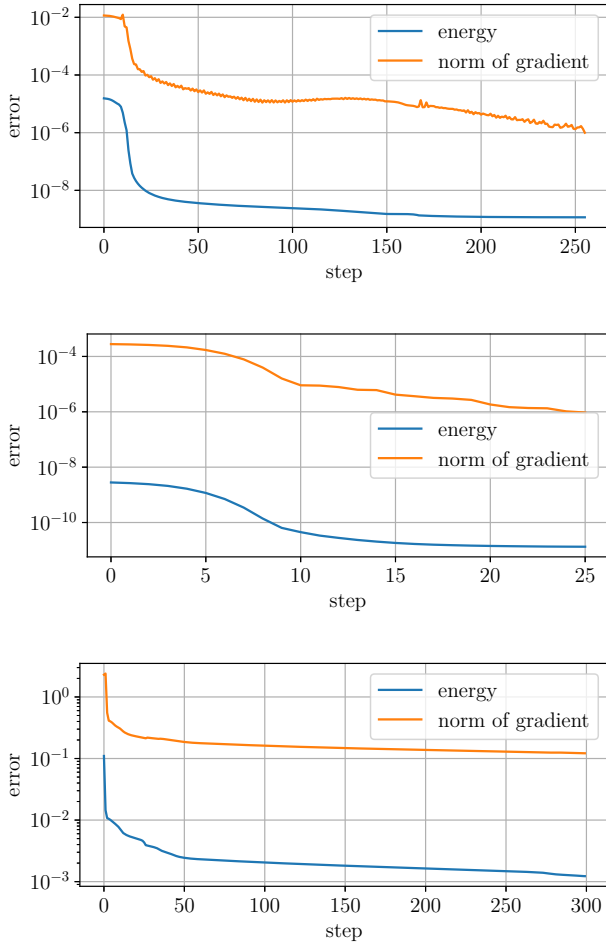 10⁻²
10⁻⁴
10⁻⁶
10⁻⁸
error
energy
norm of gradient
0 50 100 150 200 250
step
10⁻⁴
10⁻⁶
10⁻⁸
10⁻¹⁰
error
energy
norm of gradient
0 5 10 15 20 25
step
10⁰
10⁻¹
10⁻²
10⁻³
error
energy
norm of gradient
0 50 100 150 200 250 300
step